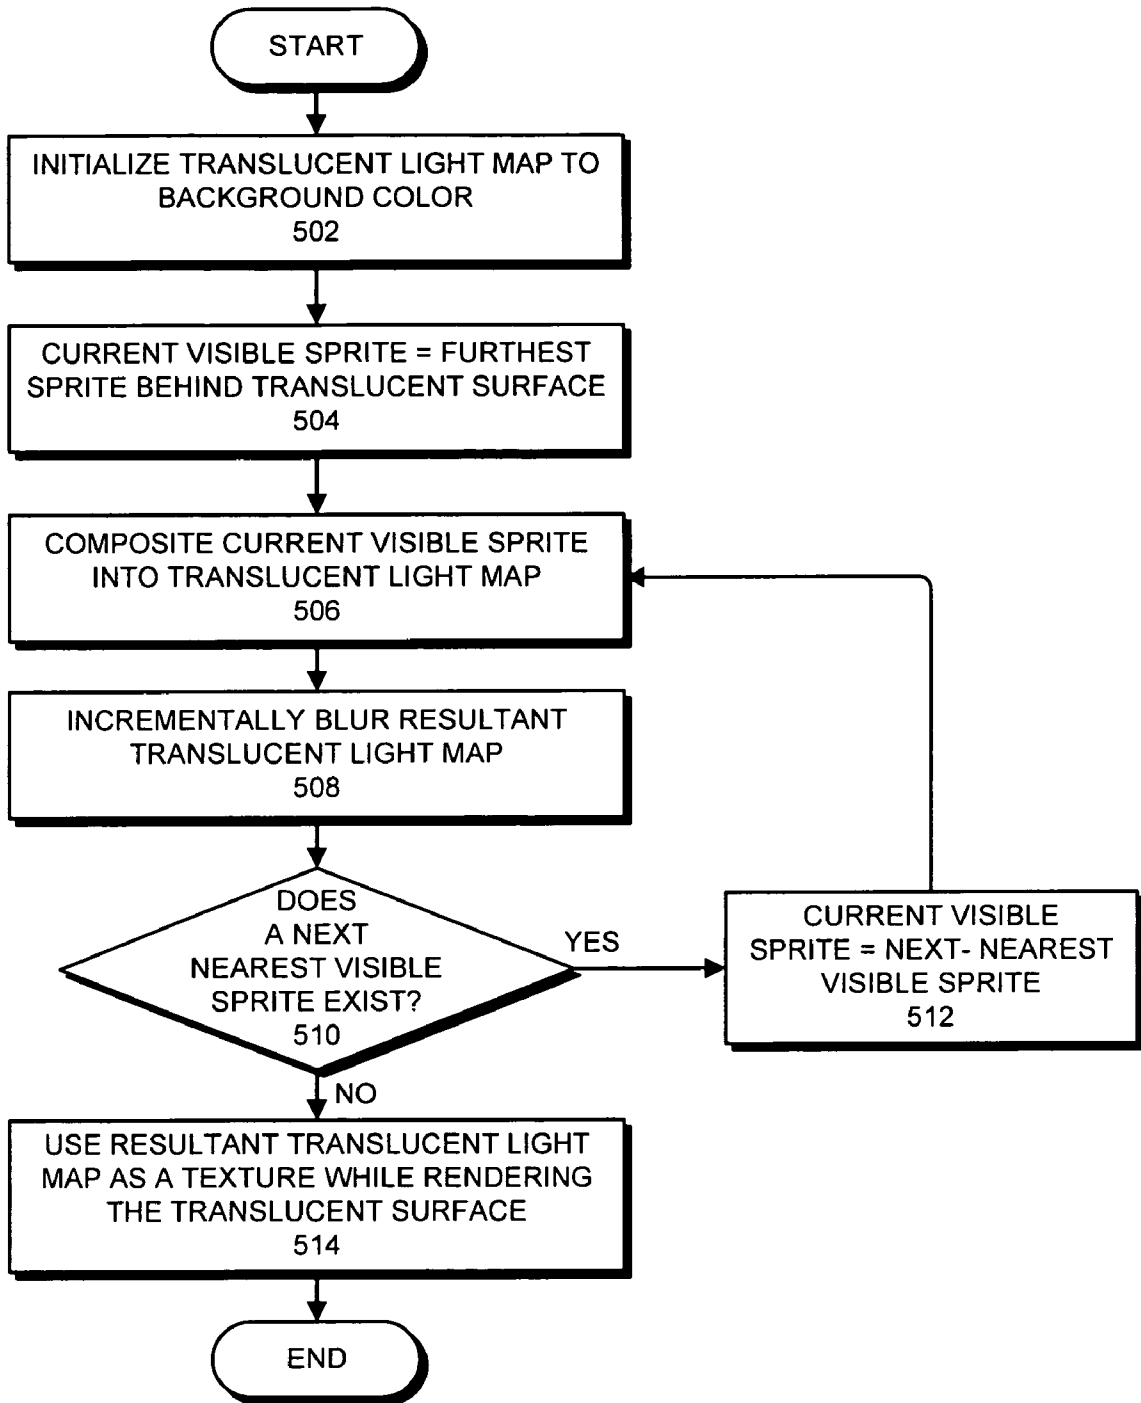 START
INITIALIZE TRANSLUCENT LIGHT MAP TO
BACKGROUND COLOR
502
CURRENT VISIBLE SPRITE = FURTHEST
SPRITE BEHIND TRANSLUCENT SURFACE
504
COMPOSITE CURRENT VISIBLE SPRITE
INTO TRANSLUCENT LIGHT MAP
506
INCREMENTALLY BLUR RESULTANT
TRANSLUCENT LIGHT MAP
508
DOES
A NEXT
NEAREST VISIBLE
SPRITE EXIST?
510
YES
CURRENT VISIBLE
SPRITE = NEXT- NEAREST
VISIBLE SPRITE
512
NO
USE RESULTANT TRANSLUCENT LIGHT
MAP AS A TEXTURE WHILE RENDERING
THE TRANSLUCENT SURFACE
514
END